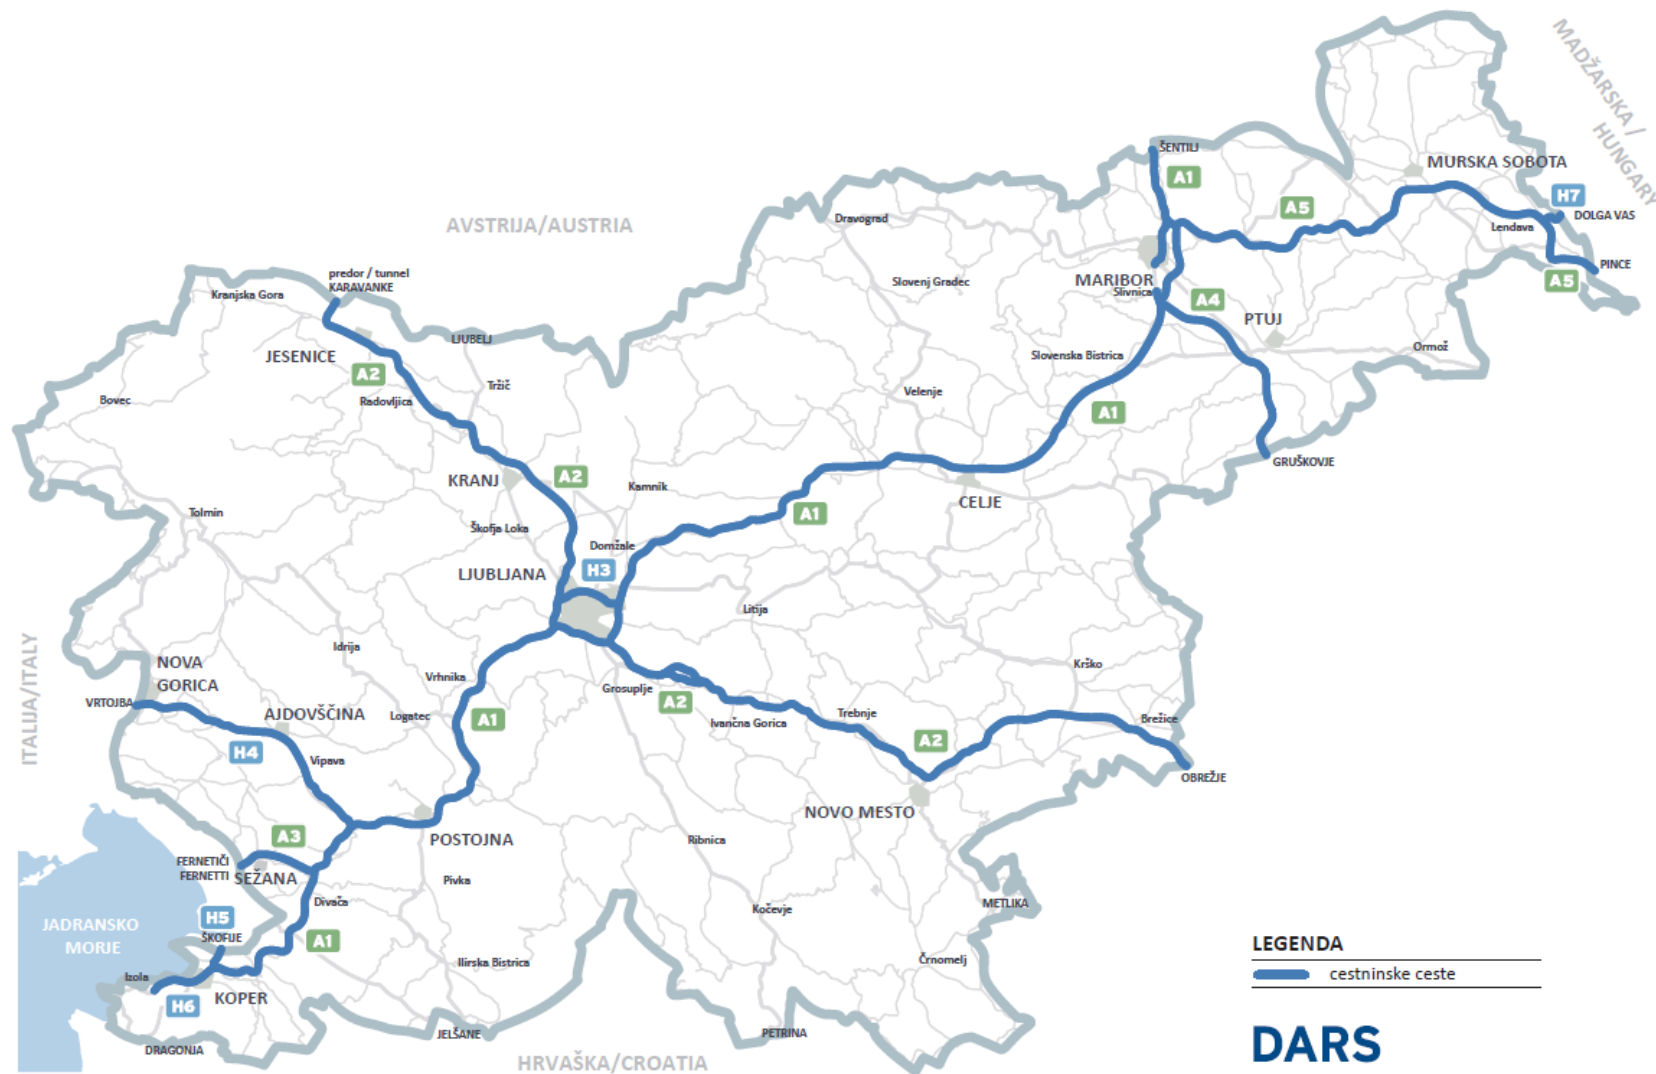 MADŽARSKA /
HUNGARY
ŠENTILJ
A1
MURSKA SOBOTA
H7
A5
DOLGA VAS
Lendava
AVSTRIJA/AUSTRIA
Dravograd
PINCE
A5
predor / tunnel
KARAVANKE
Kranjska Gora
Slovenj Gradec
MARIBOR
Slivnica
A4
PTUJ
LJUBELJ
JESENICE
Slovenska Bistrica
Ormož
A2
Tržič
Bovec
Radovljica
Velenje
A1
GRUŠKOVJE
KRANJ
A2
Kamnik
CELJE
Tolmin
Škofja Loka
A1
Domžale
LJUBLJANA
H3
Litija
ITALIJA/ITALY
NOVA
GORICA
Idrija
Vrhnika
Krško
VRTOJBA
Grosuplje
A2
AJDOVŠČINA
Logatec
A1
Ivančna Gorica
Trebnje
Brežice
H4
Vipava
A2
OBREŽJE
NOVO MESTO
A3
POSTOJNA
Ribnica
FERNETIČI
FERNETTI
SEŽANA
Pivka
Divača
METLIKA
Kočevje
H5
JADRANSKO
MORJE
ŠKOFIJE
A1
Izola
Ilirska Bistrica
Črnomelj
KOPER
H6
JELŠANE
PETRINA
DRAGONJA
HRVAŠKA/CROATIA
LEGENDA
cestninske ceste
DARS